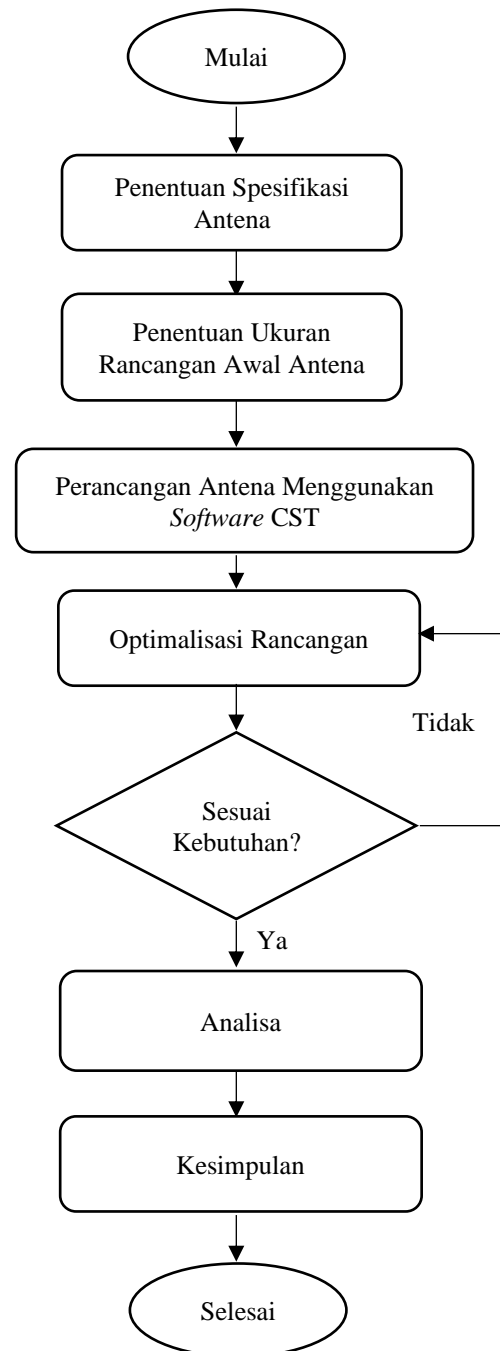 Mulai
Penentuan Spesifikasi
Antena
Penentuan Ukuran
Rancangan Awal Antena
Perancangan Antena Menggunakan
Software CST
Optimalisasi Rancangan
Tidak
Sesuai
Kebutuhan?
Ya
Analisa
Kesimpulan
Selesai